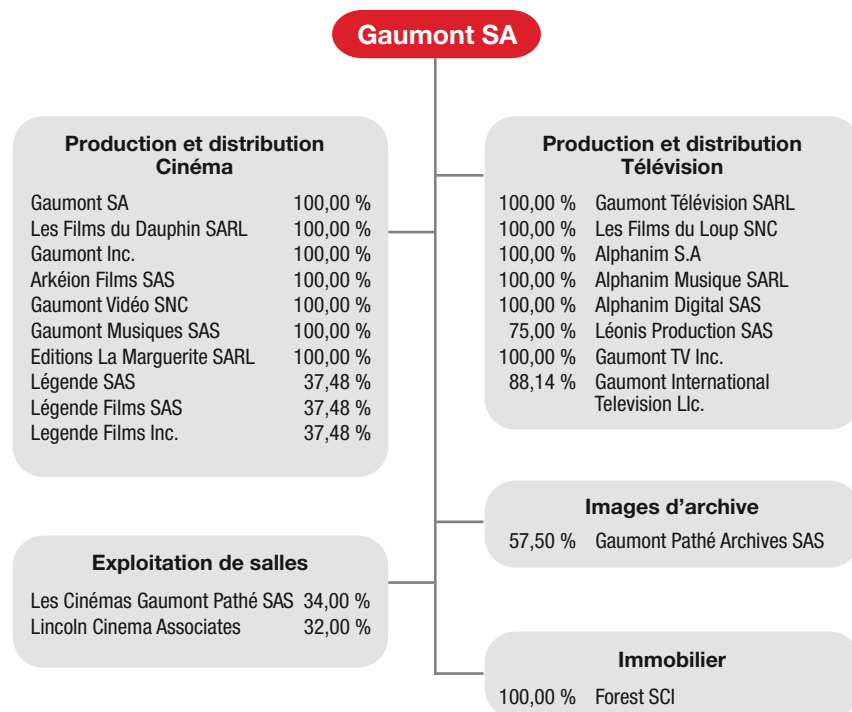 Gaumont SA
Production et distribution
Cinéma
Gaumont SA 100,00 %
Les Films du Dauphin SARL 100,00 %
Gaumont Inc. 100,00 %
Arkéion Films SAS 100,00 %
Gaumont Vidéo SNC 100,00 %
Gaumont Musiques SAS 100,00 %
Editions La Marguerite SARL 100,00 %
Légende SAS 37,48 %
Légende Films SAS 37,48 %
Legende Films Inc. 37,48 %
Exploitation de salles
Les Cinémas Gaumont Pathé SAS 34,00 %
Lincoln Cinema Associates 32,00 %
Production et distribution
Télévision
100,00 % Gaumont Télévision SARL
100,00 % Les Films du Loup SNC
100,00 % Alphanim S.A
100,00 % Alphanim Musique SARL
100,00 % Alphanim Digital SAS
75,00 % Léonis Production SAS
100,00 % Gaumont TV Inc.
88,14 % Gaumont International
Television Llc.
Images d'archive
57,50 % Gaumont Pathé Archives SAS
Immobilier
100,00 % Forest SCI